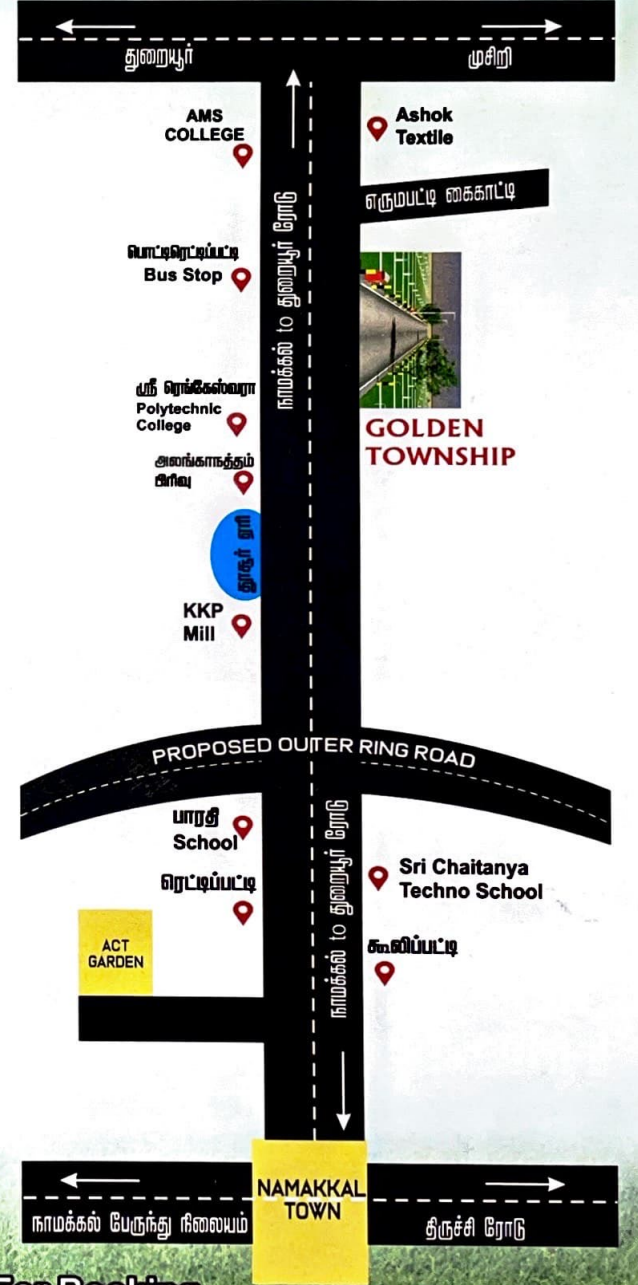 துறையூர்
முசிறி
AMS
COLLEGE
Ashok
Textile
எருமபட்டி கைகாட்டி
நாமக்கல் to துறையூர் ரோடு
பொட்டிரெட்டிப்பட்டி
Bus Stop
ஸ்ரீ ரெங்கேஸ்வரா
Polytechnic
College
GOLDEN
TOWNSHIP
அலங்காநத்தம்
பிரிவு
தூசூர் ஏரி
KKP
Mill
PROPOSED OUTER RING ROAD
பாரதி
School
Sri Chaitanya
Techno School
ரெட்டிப்பட்டி
நாமக்கல் to துறையூர் ரோடு
கூலிப்பட்டி
ACT
GARDEN
NAMAKKAL
TOWN
நாமக்கல் பேருந்து நிலையம்
திருச்சி ரோடு
For Booking